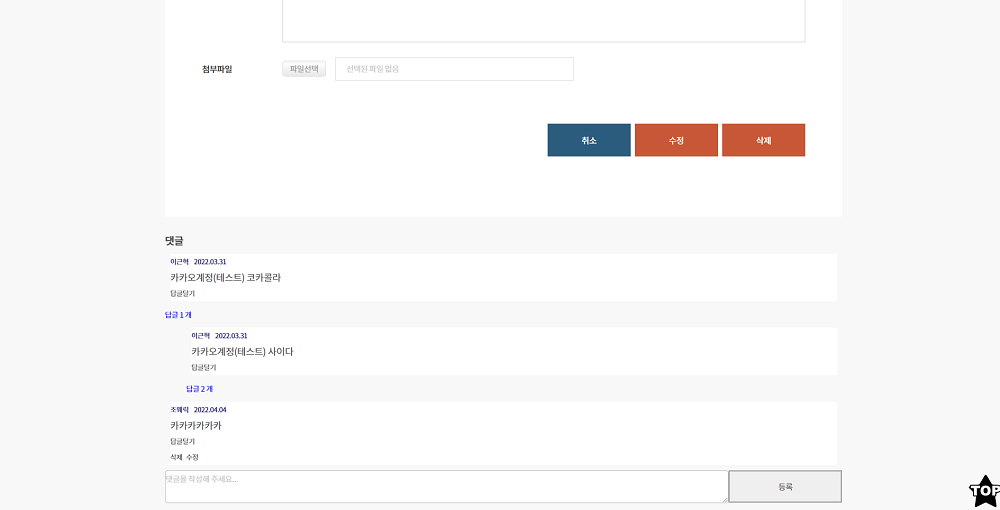 첨부파일 파일선택 선택된 파일 없음
취소 수정 삭제
댓글
이근혁 2022.03.31
카카오계정(테스트) 코카콜라
답글달기
답글 1 개
이근혁 2022.03.31
카카오계정(테스트) 사이다
답글달기
답글 2 개
조웨릭 2022.04.04
카카카카카카
답글달기
삭제 수정
댓글을 작성해 주세요...
등록
TOP